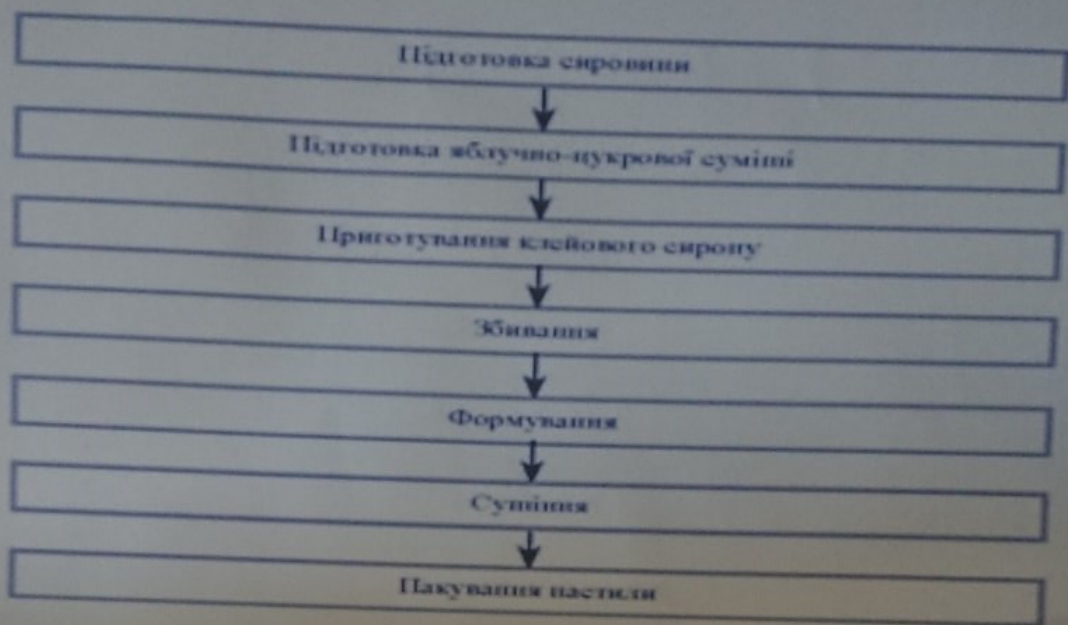 Підготовка сировини
Підготовка яблучно-цукрової суміші
Приготування клейового сиропу
Збивання
Формування
Сушіння
Пакування пастили